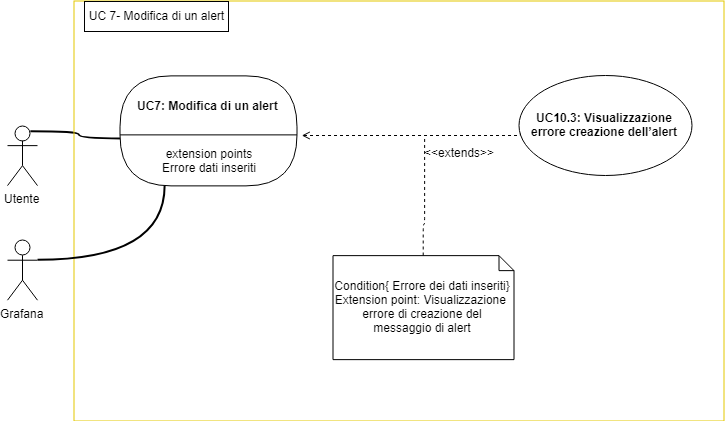 UC 7- Modifica di un alert
UC7: Modifica di un alert
extension points
Errore dati inseriti
UC10.3: Visualizzazione
errore creazione dell'alert
<<extends>>
Utente
Grafana
Condition{ Errore dei dati inseriti}
Extension point: Visualizzazione
errore di creazione del
messaggio di alert